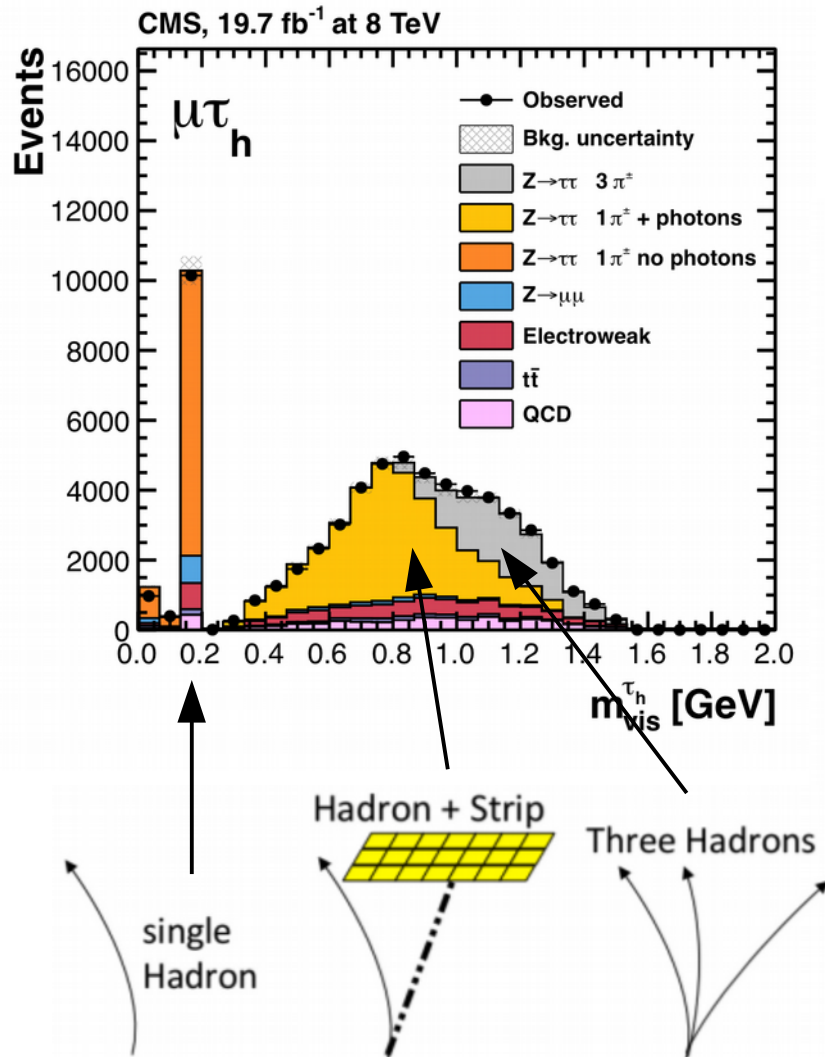 CMS, 19.7 fb⁻¹ at 8 TeV
Events
16000
14000
12000
10000
8000
6000
4000
2000
0
μτ_h
Observed
Bkg. uncertainty
Z→ττ 3π±
Z→ττ 1π± + photons
Z→ττ 1π± no photons
Z→μμ
Electroweak
tt̄
QCD
0.0 0.2 0.4 0.6 0.8 1.0 1.2 1.4 1.6 1.8 2.0
m_vis^τ_h [GeV]
Hadron + Strip
Three Hadrons
single
Hadron